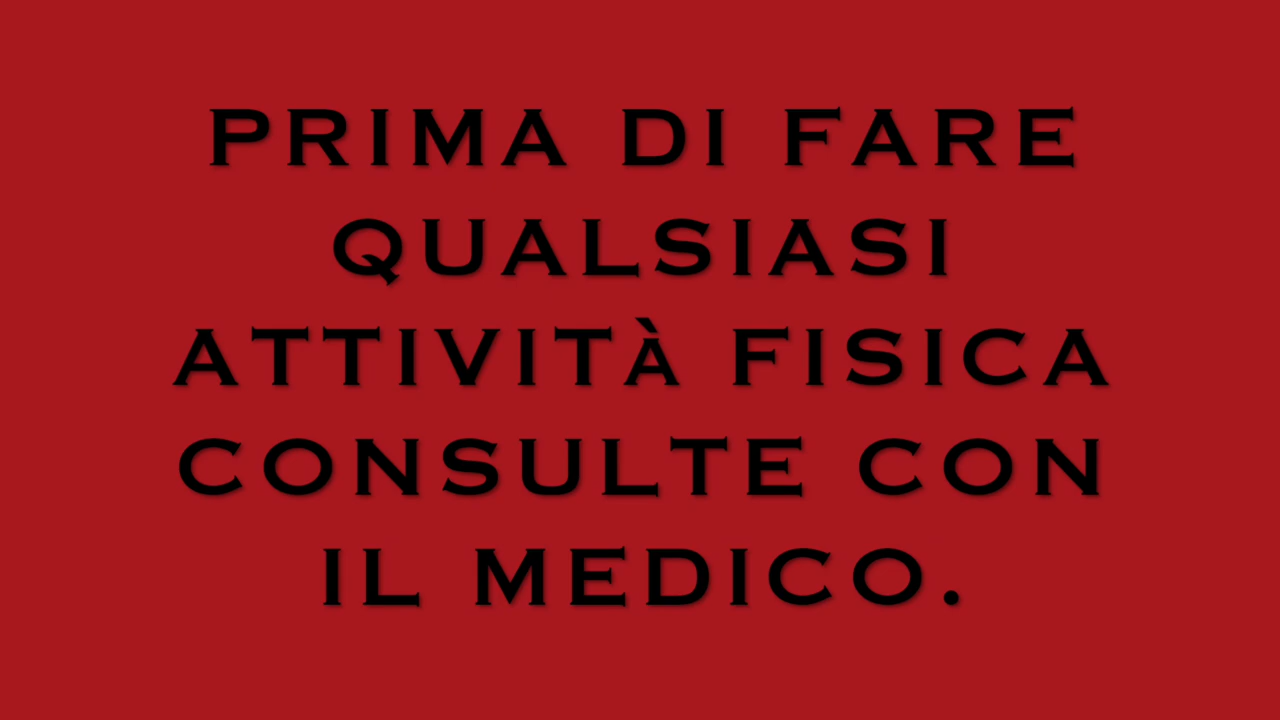 PRIMA DI FARE
QUALSIASI
ATTIVITÀ FISICA
CONSULTE CON
IL MEDICO.